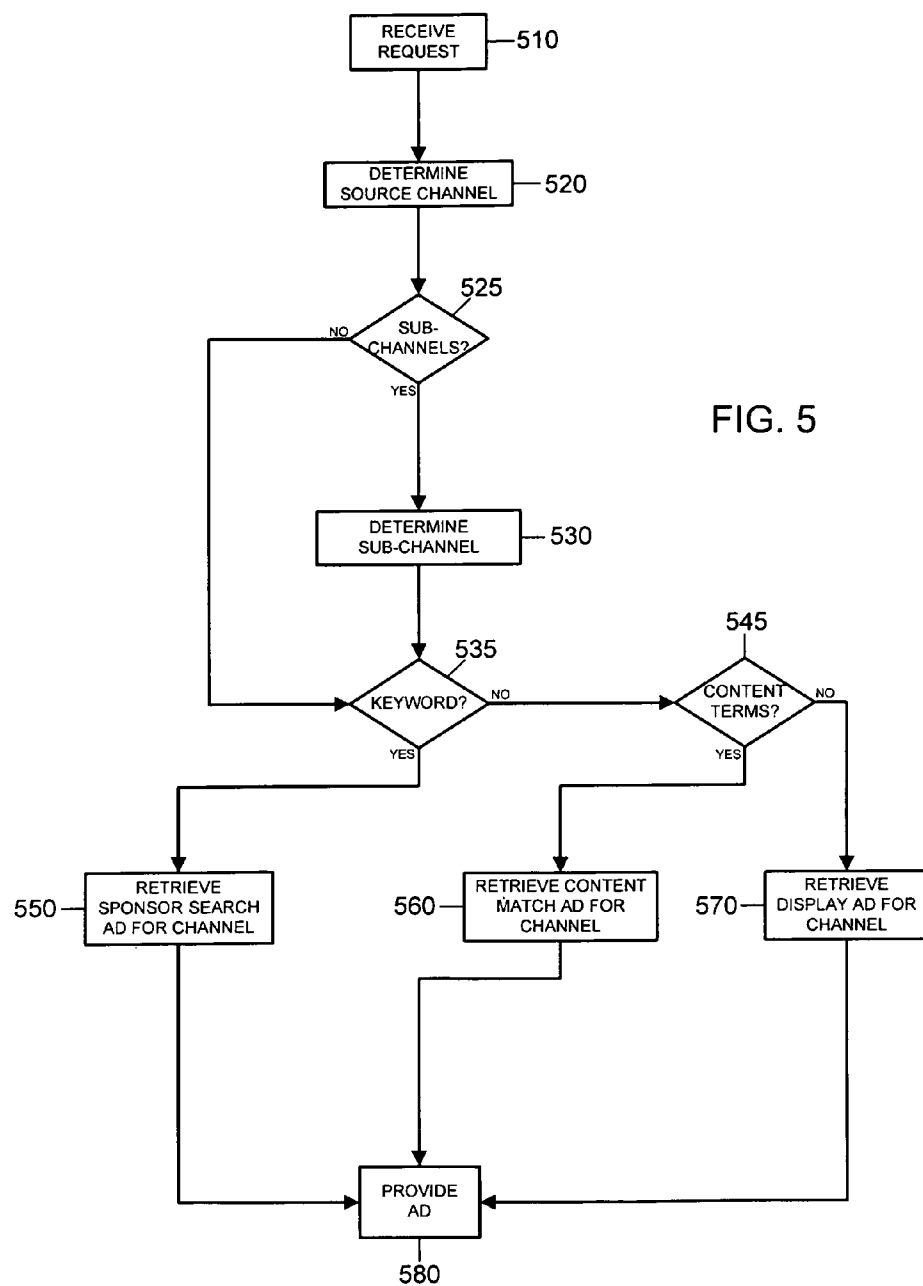 RECEIVE
REQUEST
510
DETERMINE
SOURCE CHANNEL
520
525
SUB-
CHANNELS?
NO
YES
FIG. 5
DETERMINE
SUB-CHANNEL
530
535
KEYWORD?
NO
YES
545
CONTENT
TERMS?
NO
YES
550
RETRIEVE
SPONSOR SEARCH
AD FOR CHANNEL
560
RETRIEVE CONTENT
MATCH AD FOR
CHANNEL
570
RETRIEVE
DISPLAY AD FOR
CHANNEL
PROVIDE
AD
580